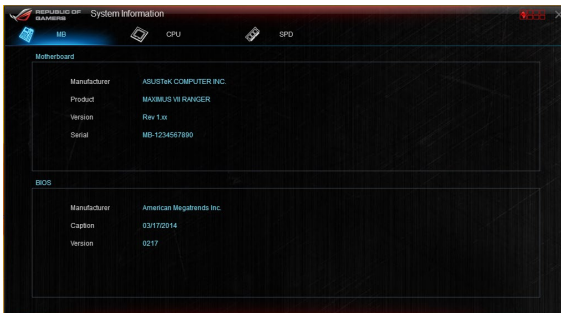 REPUBLIC OF GAMERS System Information
MB CPU SPD
Motherboard
Manufacturer ASUSTeK COMPUTER INC.
Product MAXIMUS VII RANGER
Version Rev 1.xx
Serial MB-1234567890
BIOS
Manufacturer American Megatrends Inc.
Caption 03/17/2014
Version 0217